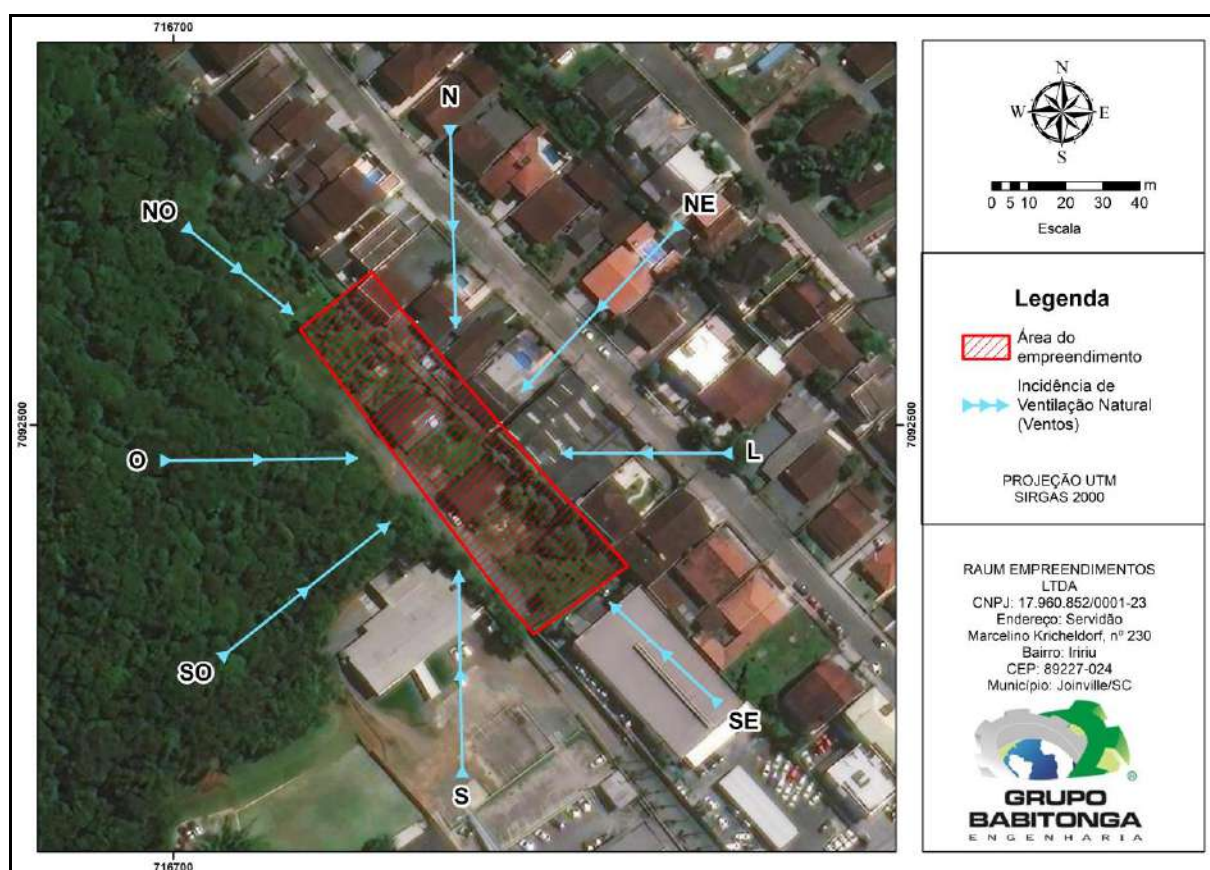 716700
N
NO
NE
7092500
7092500
O
L
SO
SE
S
716700
N
W E
S
m
0 5 10 20 30 40
Escala
Legenda
Área do
empreendimento
Incidência de
Ventilação Natural
(Ventos)
PROJEÇÃO UTM
SIRGAS 2000
RAUM EMPREENDIMENTOS
LTDA
CNPJ: 17.960.852/0001-23
Endereço: Servidão
Marcelino Kricheldorf, nº 230
Bairro: Iririu
CEP: 89227-024
Município: Joinville/SC
®
GRUPO
BABITONGA
ENGENHARIA